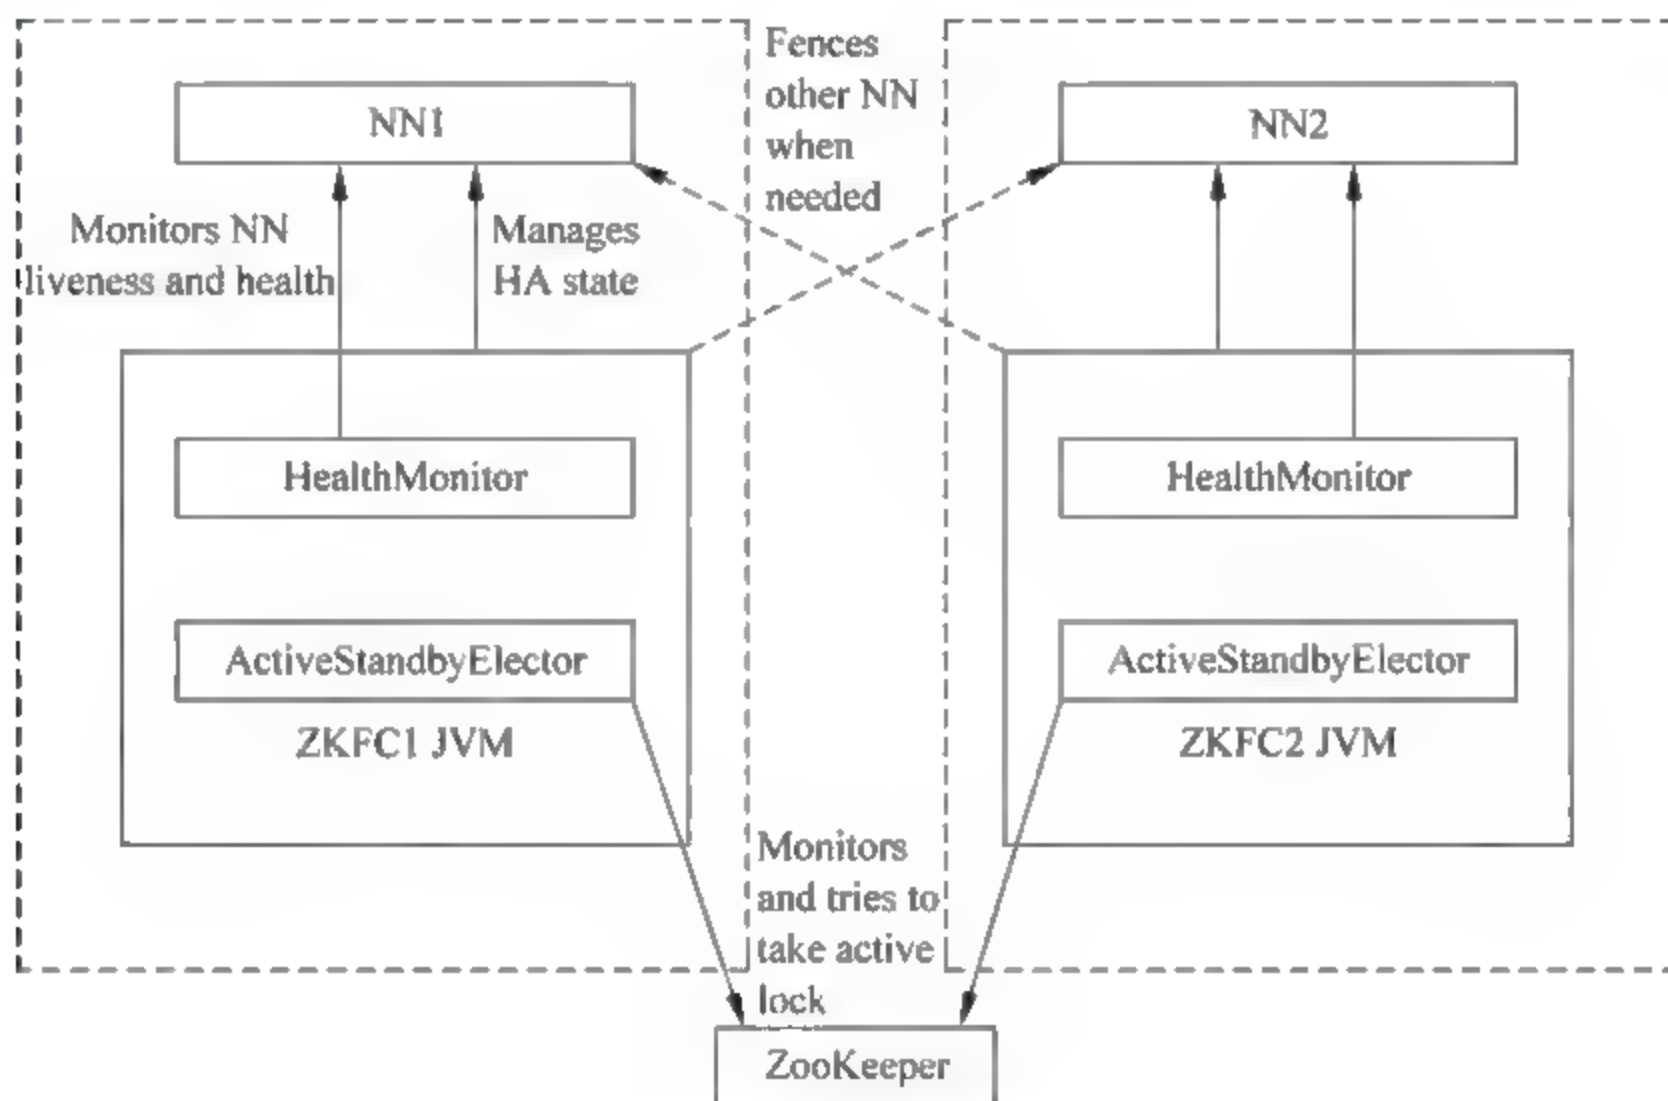 Fences
other NN
when
needed
NN1
NN2
Monitors NN
liveness and health
Manages
HA state
HealthMonitor
HealthMonitor
ActiveStandbyElector
ActiveStandbyElector
ZKFC1 JVM
ZKFC2 JVM
Monitors
and tries to
take active
lock
ZooKeeper